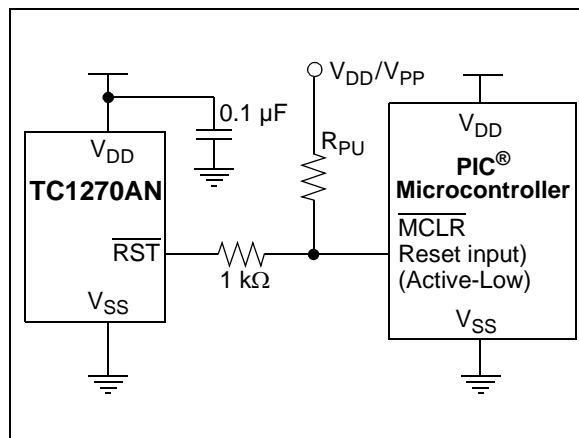 V_DD/V_PP
0.1 µF
R_PU
V_DD
TC1270AN
RST
V_SS
1 kΩ
V_DD
PIC®
Microcontroller
MCLR
Reset input)
(Active-Low)
V_SS